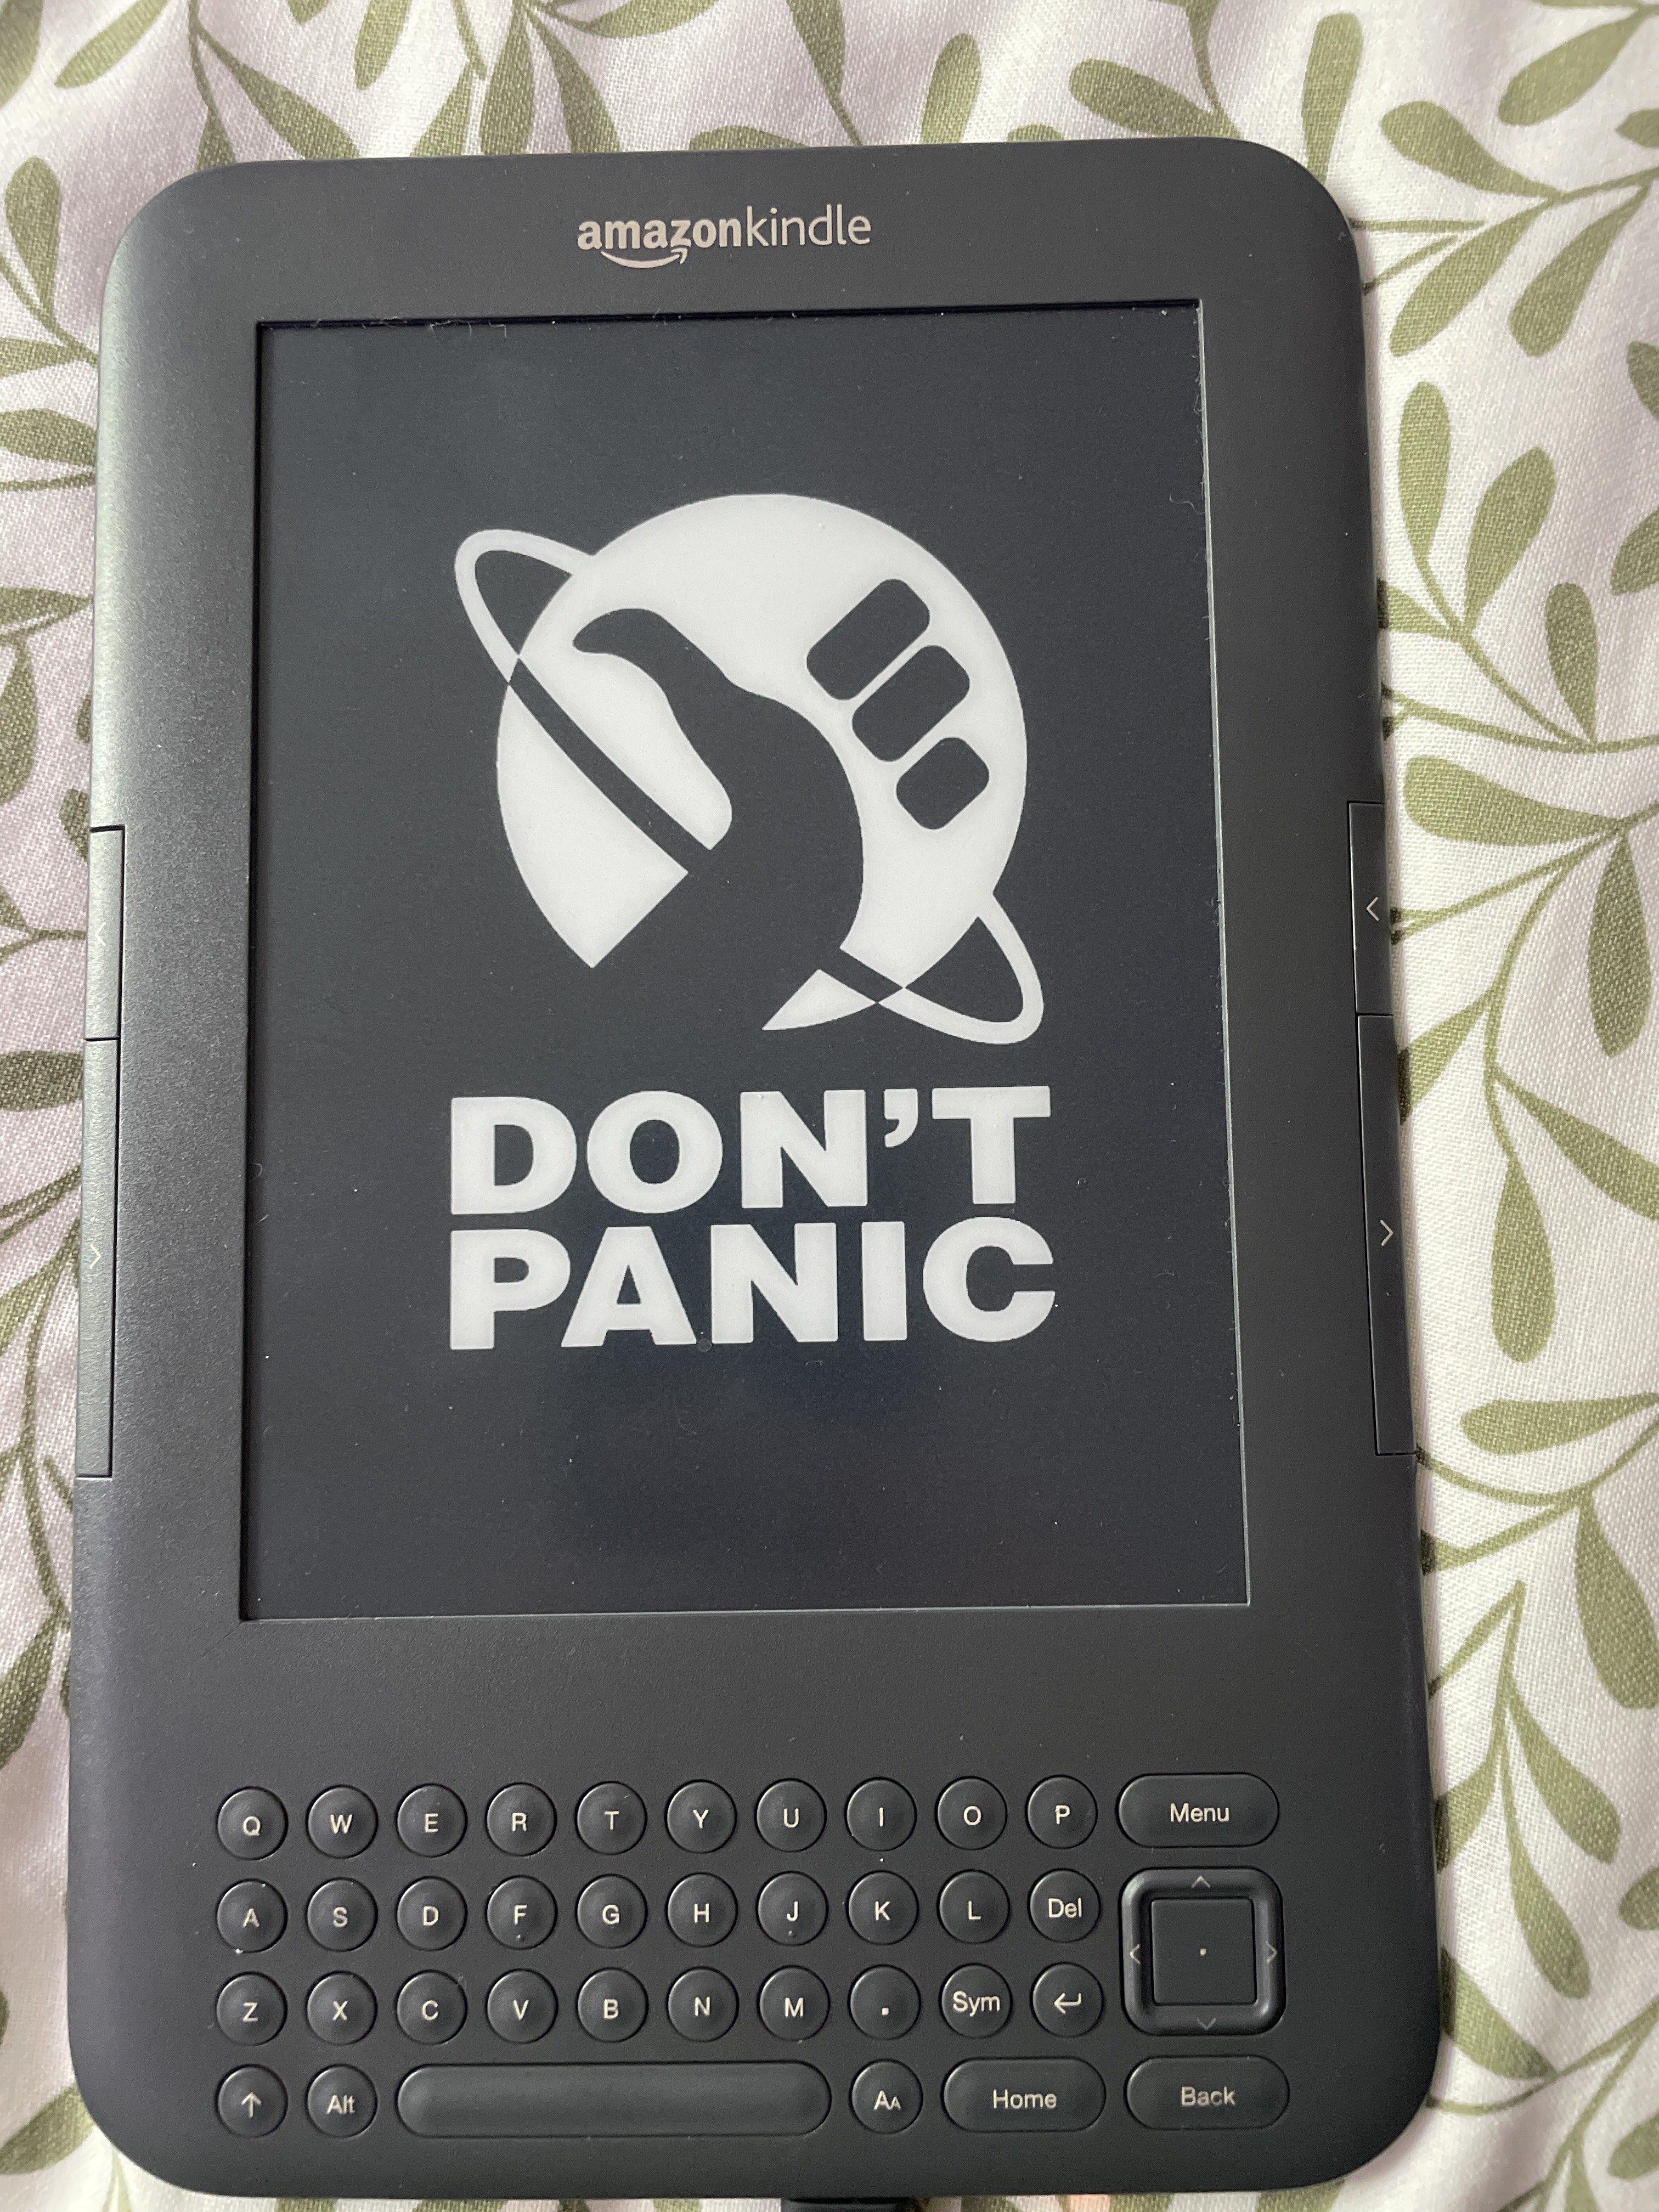 amazonkindle
DON'T
PANIC
Q W E R T Y U I O P Menu
A S D F G H J K L Del
Z X C V B N M . Sym
Alt AA Home Back